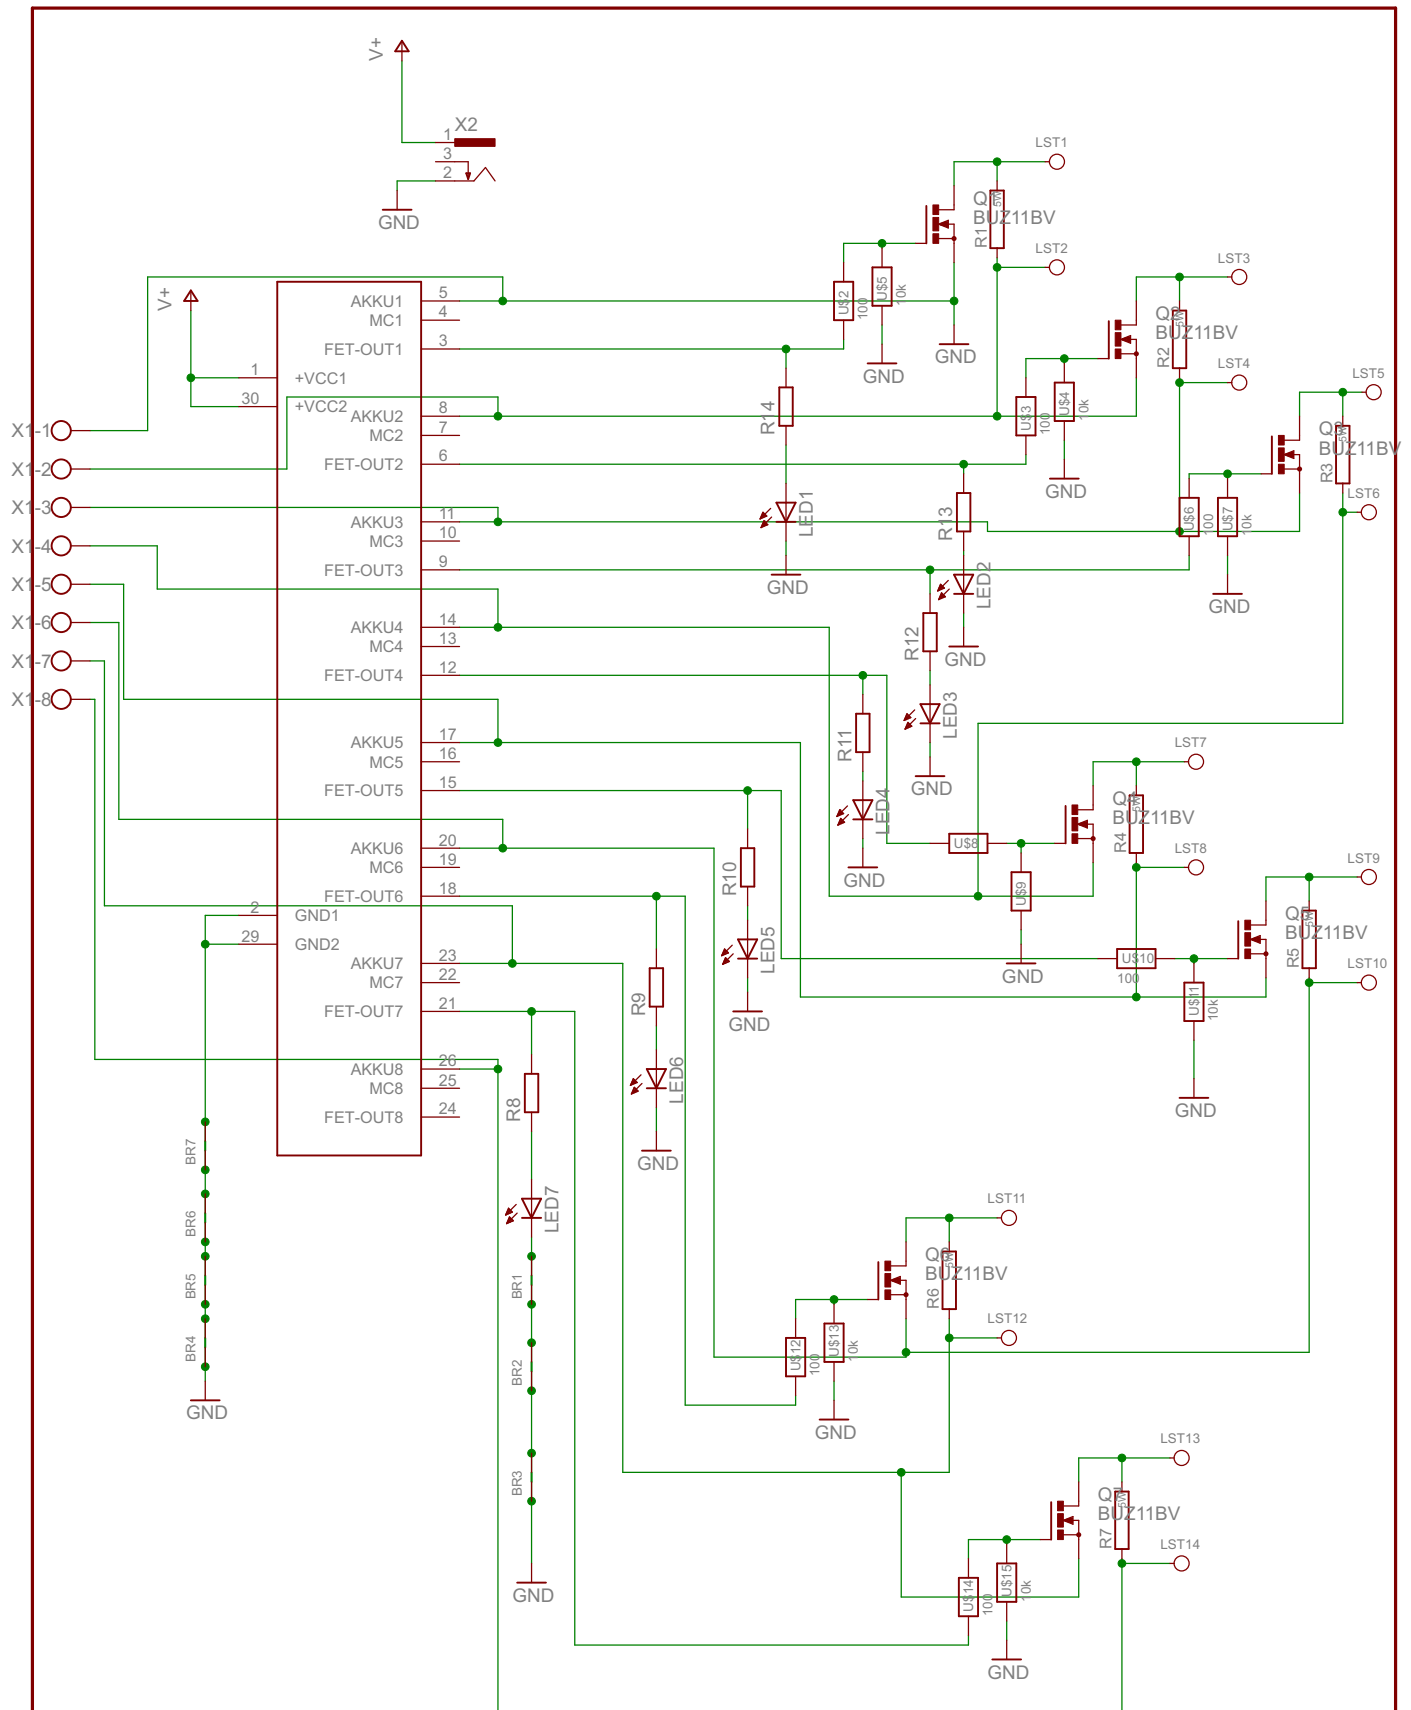 V+
X2
1
3
2
GND
LST1
Q1
BUZ11BV
5W
R1
LST2
U$2
100
U$5
10k
GND
GND
LST3
Q2
BUZ11BV
5W
R2
LST4
U$3
100
U$4
10k
GND
LST5
Q3
BUZ11BV
5W
R3
LST6
U$6
100
U$7
10k
GND
V+
1
+VCC1
30
+VCC2
AKKU1 5
MC1 4
FET-OUT1 3
AKKU2 8
MC2 7
FET-OUT2 6
AKKU3 11
MC3 10
FET-OUT3 9
AKKU4 14
MC4 13
FET-OUT4 12
AKKU5 17
MC5 16
FET-OUT5 15
AKKU6 20
MC6 19
FET-OUT6 18
2 GND1
29 GND2
AKKU7 23
MC7 22
FET-OUT7 21
AKKU8 26
MC8 25
FET-OUT8 24
X1-1
X1-2
X1-3
X1-4
X1-5
X1-6
X1-7
X1-8
R14
LED1
GND
R13
LED2
GND
R12
LED3
GND
R11
LED4
GND
R10
LED5
GND
R9
LED6
GND
R8
LED7
BR1
BR2
BR3
GND
BR7
BR6
BR5
BR4
GND
LST7
Q4
BUZ11BV
5W
R4
LST8
U$8
U$9
GND
LST9
Q5
BUZ11BV
5W
R5
LST10
U$10
100
U$11
10k
GND
LST11
Q6
BUZ11BV
5W
R6
LST12
U$12
100
U$13
10k
GND
LST13
Q7
BUZ11BV
5W
R7
LST14
U$14
100
U$15
10k
GND